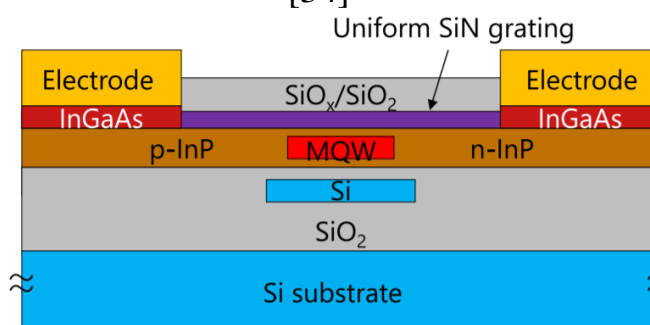 Uniform SiN grating
Electrode
SiOₓ/SiO₂
Electrode
InGaAs
InGaAs
p-InP
MQW
n-InP
Si
SiO₂
≈
Si substrate